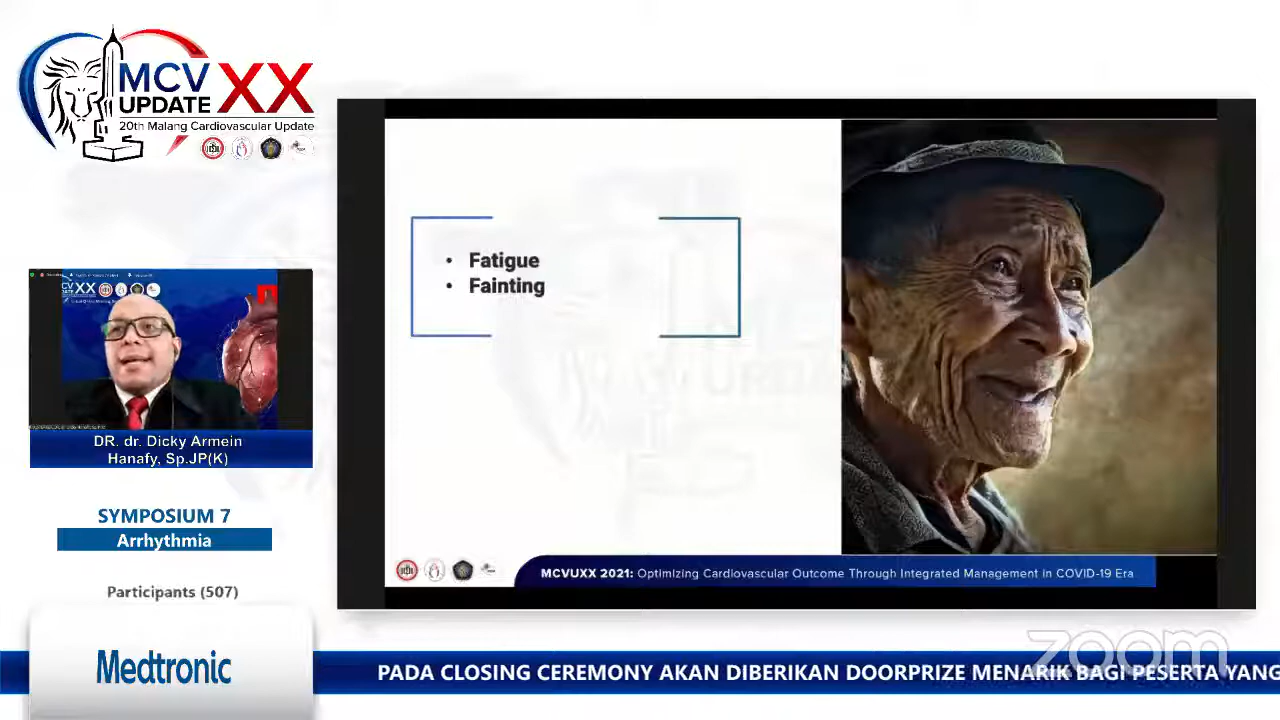 MCV
UPDATE
XX
20th Malang Cardiovascular Update
DR. dr. Dicky Armein
Hanafy, Sp.JP(K)
SYMPOSIUM 7
Arrhythmia
Participants (507)
Medtronic
• Fatigue
• Fainting
MCVUXX 2021: Optimizing Cardiovascular Outcome Through Integrated Management in COVID-19 Era
zoom
PADA CLOSING CEREMONY AKAN DIBERIKAN DOORPRIZE MENARIK BAGI PESERTA YANG